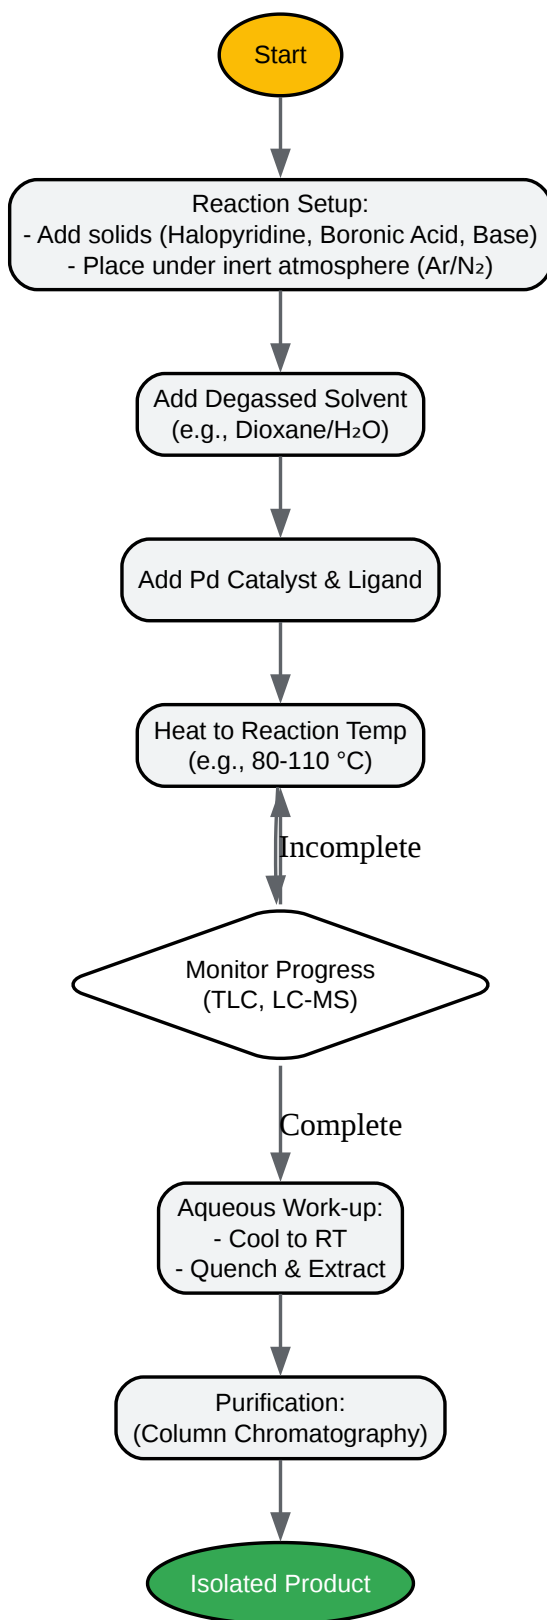 Start
Reaction Setup:
- Add solids (Halopyridine, Boronic Acid, Base)
- Place under inert atmosphere (Ar/N₂)
Add Degassed Solvent
(e.g., Dioxane/H₂O)
Add Pd Catalyst & Ligand
Heat to Reaction Temp
(e.g., 80-110 °C)
Incomplete
Monitor Progress
(TLC, LC-MS)
Complete
Aqueous Work-up:
- Cool to RT
- Quench & Extract
Purification:
(Column Chromatography)
Isolated Product